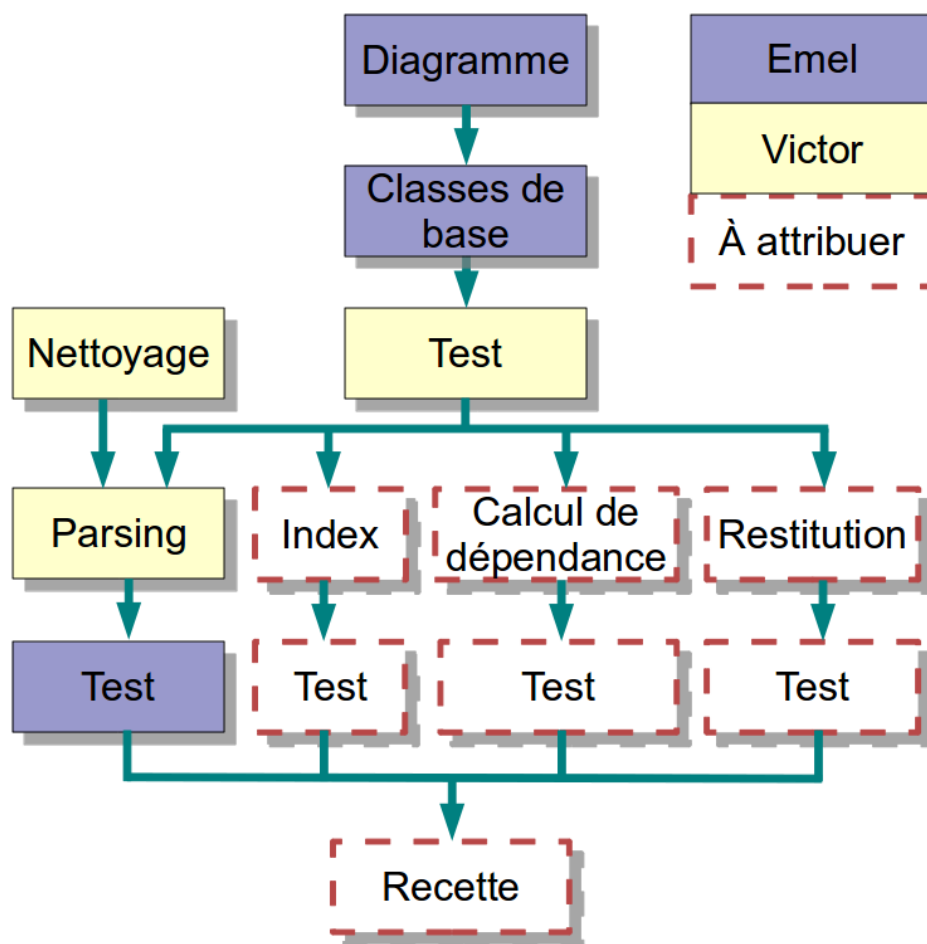 Diagramme
Emel
Classes de
base
Victor
À attribuer
Nettoyage
Test
Parsing
Index
Calcul de
dépendance
Restitution
Test
Test
Test
Test
Recette